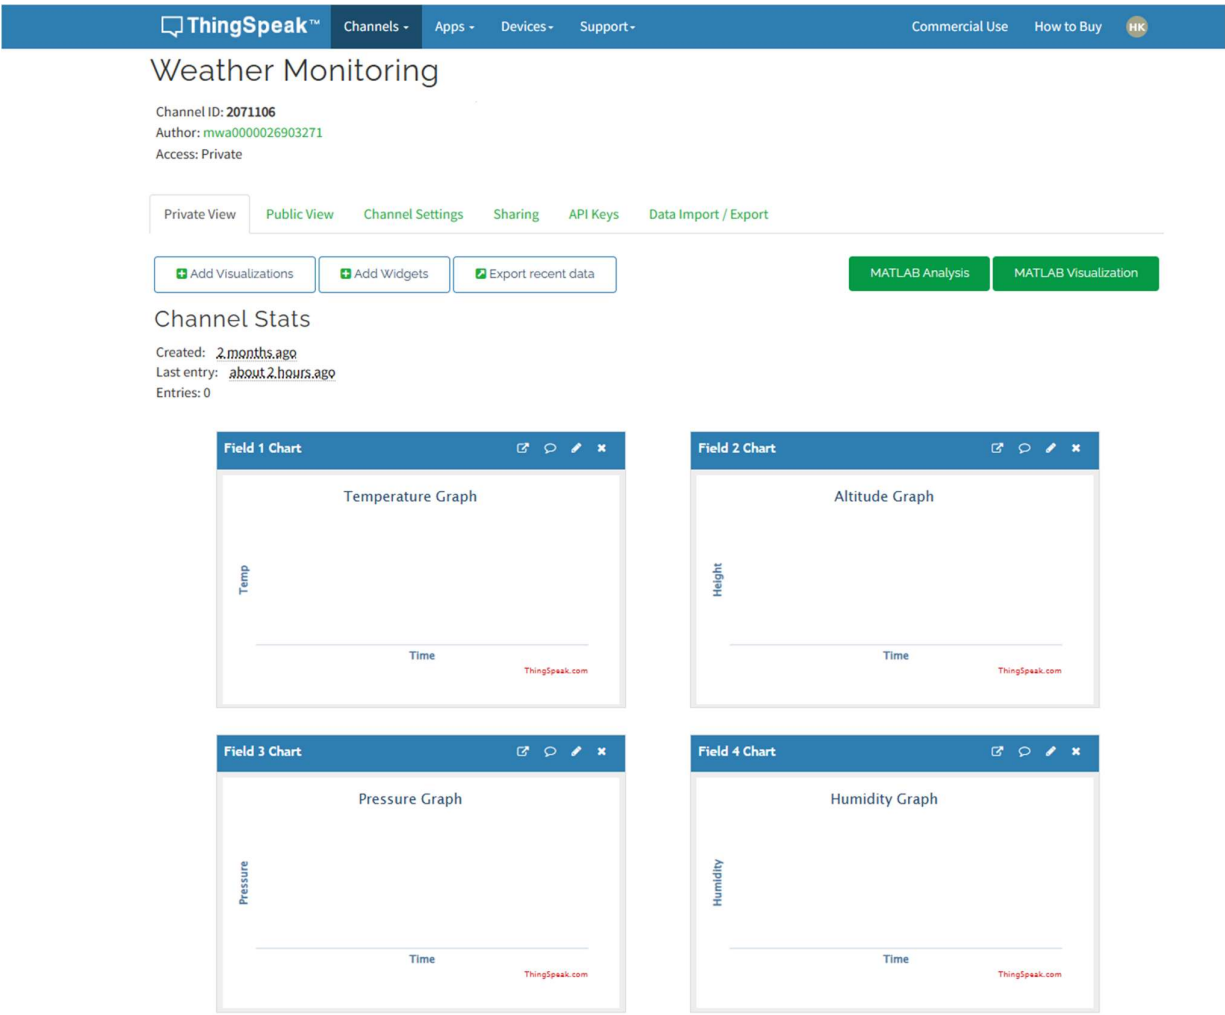 ThingSpeak™ Channels Apps Devices Support Commercial Use How to Buy HK
Weather Monitoring
Channel ID: 2071106
Author: mwa0000026903271
Access: Private
Private View Public View Channel Settings Sharing API Keys Data Import / Export
Add Visualizations Add Widgets Export recent data MATLAB Analysis MATLAB Visualization
Channel Stats
Created: 2 months ago
Last entry: about 2 hours ago
Entries: 0
Field 1 Chart
Temperature Graph
Temp
Time
ThingSpeak.com
Field 2 Chart
Altitude Graph
Height
Time
ThingSpeak.com
Field 3 Chart
Pressure Graph
Pressure
Time
ThingSpeak.com
Field 4 Chart
Humidity Graph
Humidity
Time
ThingSpeak.com